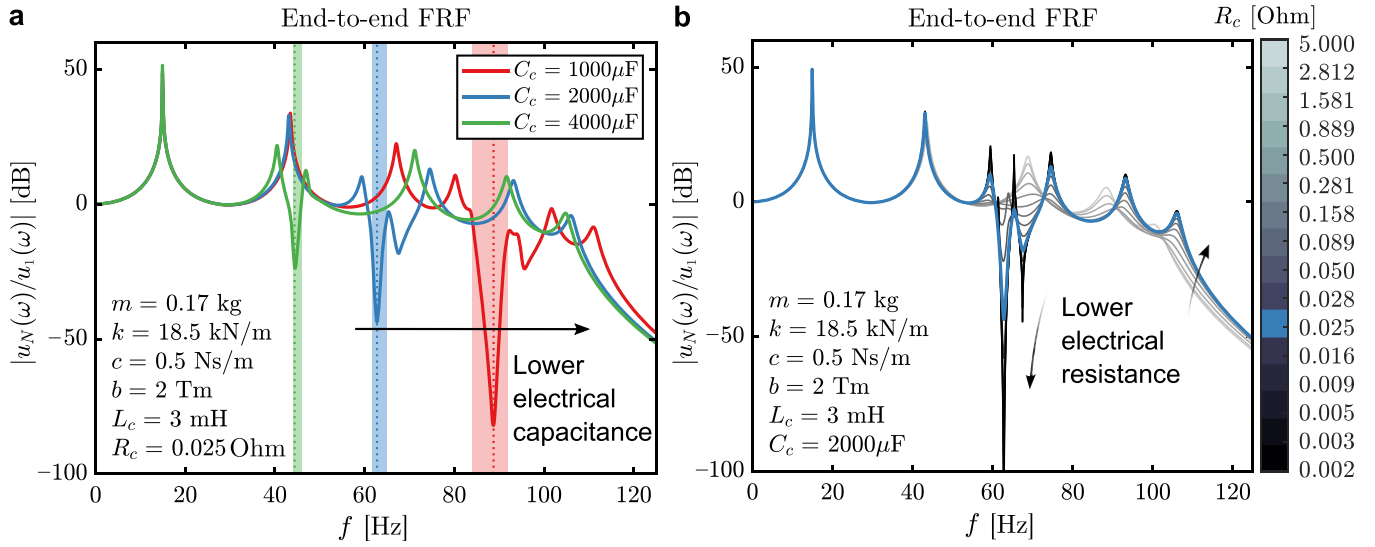 a
End-to-end FRF
|u_N(ω)/u_1(ω)| [dB]
50
0
−50
−100
C_c = 1000μF
C_c = 2000μF
C_c = 4000μF
m = 0.17 kg
k = 18.5 kN/m
c = 0.5 Ns/m
b = 2 Tm
L_c = 3 mH
R_c = 0.025 Ohm
Lower
electrical
capacitance
0 20 40 60 80 100 120
f [Hz]
b
End-to-end FRF
|u_N(ω)/u_1(ω)| [dB]
50
0
−50
−100
m = 0.17 kg
k = 18.5 kN/m
c = 0.5 Ns/m
b = 2 Tm
L_c = 3 mH
C_c = 2000μF
Lower
electrical
resistance
0 20 40 60 80 100 120
f [Hz]
R_c [Ohm]
5.000
2.812
1.581
0.889
0.500
0.281
0.158
0.089
0.050
0.028
0.025
0.016
0.009
0.005
0.003
0.002